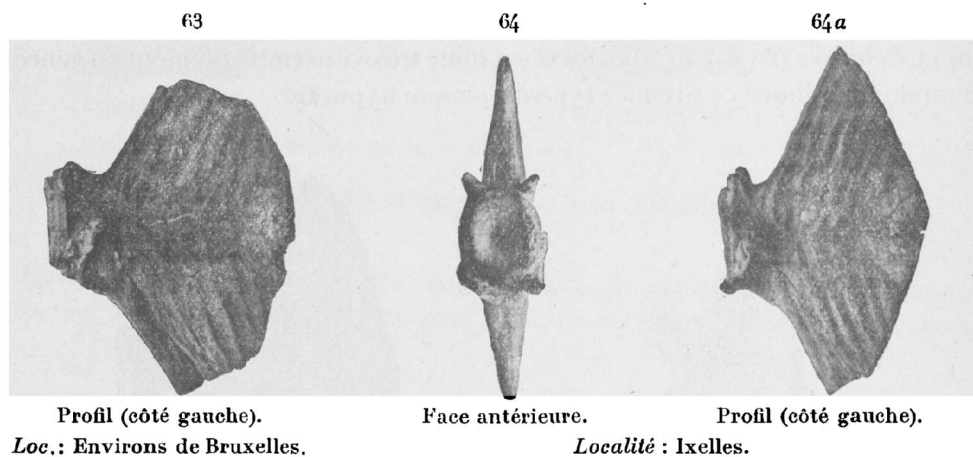 63 64 64a
Profil (côté gauche). Face antérieure. Profil (côté gauche).
Loc.: Environs de Bruxelles. Localité : Ixelles.